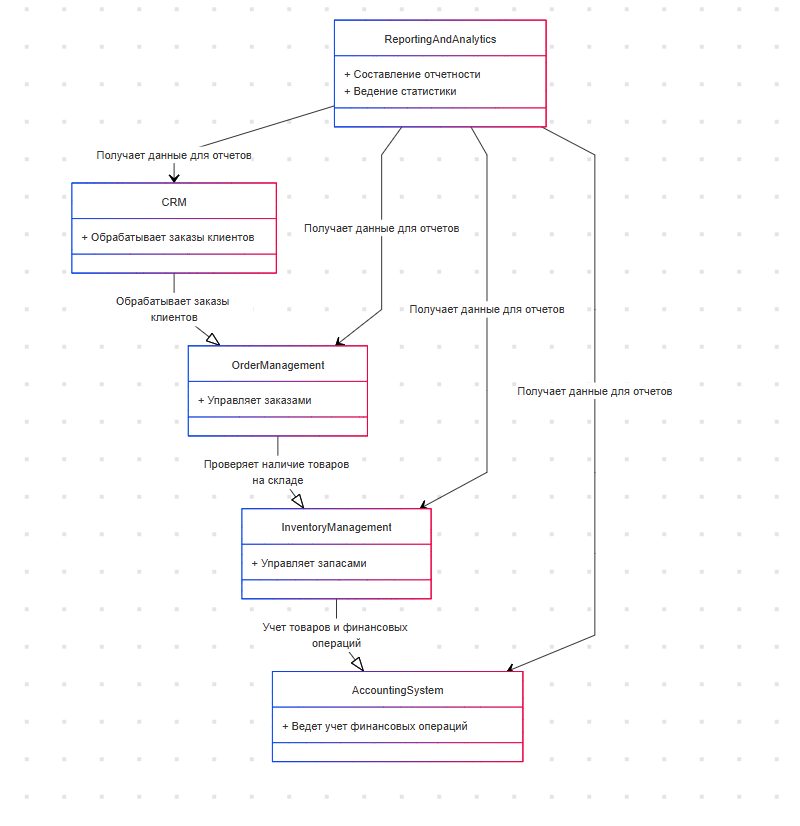 ReportingAndAnalytics
+ Составление отчетности
+ Ведение статистики
Получает данные для отчетов
CRM
+ Обрабатывает заказы клиентов
Получает данные для отчетов
Обрабатывает заказы
клиентов
Получает данные для отчетов
OrderManagement
+ Управляет заказами
Получает данные для отчетов
Проверяет наличие товаров
на складе
InventoryManagement
+ Управляет запасами
Учет товаров и финансовых
операций
AccountingSystem
+ Ведет учет финансовых операций